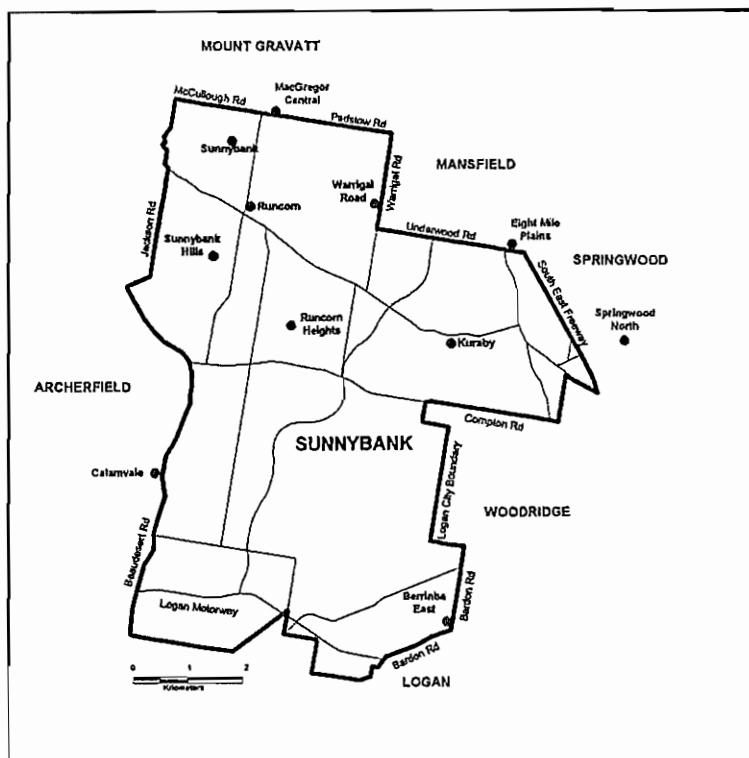 MOUNT GRAVATT
McCullough Rd
MacGregor
Central
Padstow Rd
Sunnybank
MANSFIELD
Warrigal
Road
Warrigal Rd
Runcorn
Underwood Rd
Eight Mile
Plains
Jackson Rd
Sunnybank
Hills
SPRINGWOOD
South East Freeway
Springwood
North
Runcorn
Heights
Kuraby
ARCHERFIELD
Compton Rd
SUNNYBANK
Logan City Boundary
Calamvale
WOODRIDGE
Beaudesert Rd
Bardon Rd
Berrinba
East
Logan Motorway
Bardon Rd
LOGAN
0 1 2
Kilometers